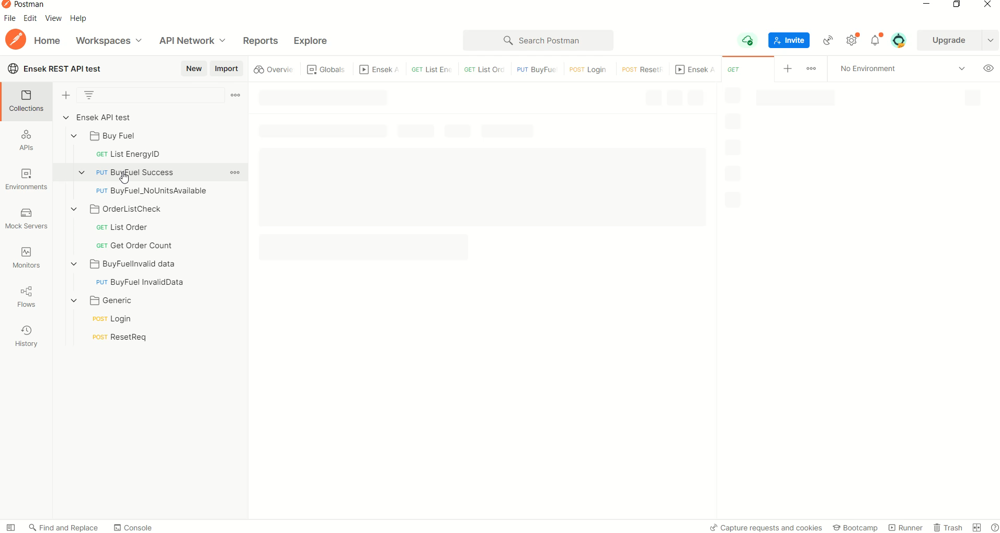 Postman
File Edit View Help
Home Workspaces API Network Reports Explore Search Postman Invite Upgrade
Ensek REST API test New Import Overvie Globals Ensek A GET List Ene GET List Ord PUT BuyFue POST Login POST ResetR Ensek A GET No Environment
Collections
APIs
Environments
Mock Servers
Monitors
Flows
History
Ensek API test
Buy Fuel
GET List EnergyID
PUT BuyFuel Success
PUT BuyFuel_NoUnitsAvailable
OrderListCheck
GET List Order
GET Get Order Count
BuyFuelInvalid data
PUT BuyFuel InvalidData
Generic
POST Login
POST ResetReq
Find and Replace Console Capture requests and cookies Bootcamp Runner Trash